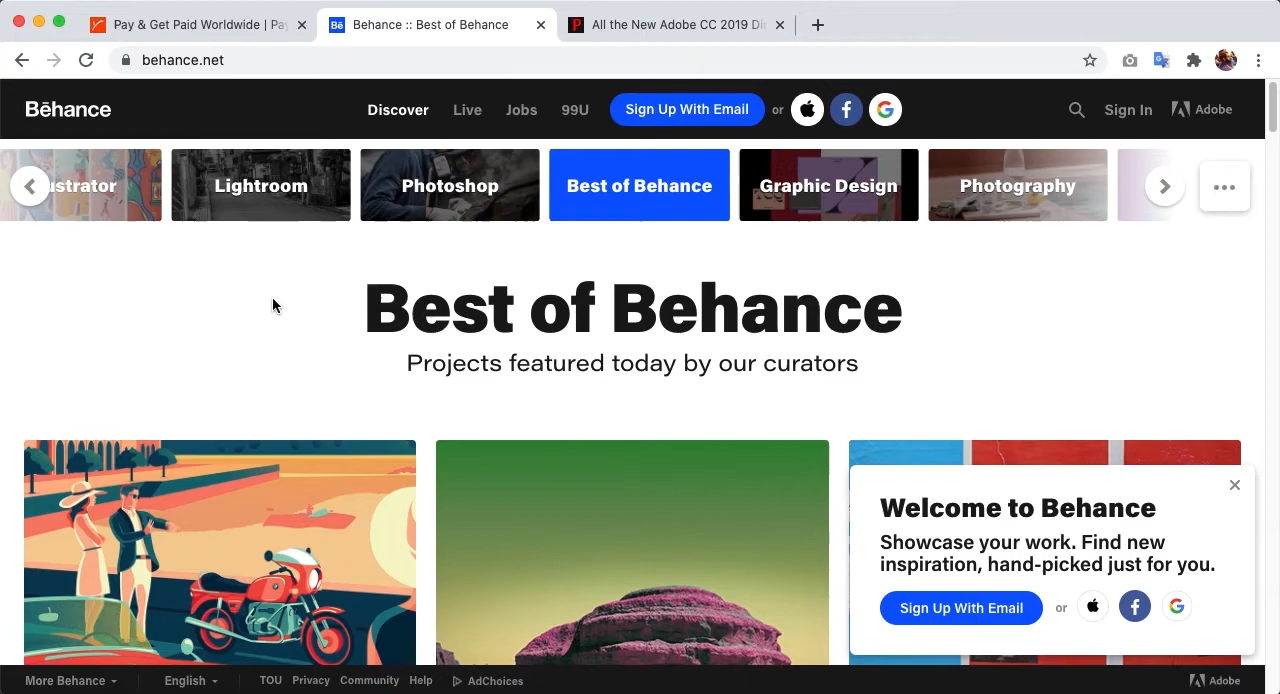 Pay & Get Paid Worldwide | Pay
Behance :: Best of Behance
All the New Adobe CC 2019 Dir
behance.net
Bēhance
Discover
Live
Jobs
99U
Sign Up With Email
or
Sign In
Adobe
ustrator
Lightroom
Photoshop
Best of Behance
Graphic Design
Photography
Best of Behance
Projects featured today by our curators
Welcome to Behance
Showcase your work. Find new
inspiration, hand-picked just for you.
Sign Up With Email
or
More Behance
English
TOU
Privacy
Community
Help
AdChoices
Adobe